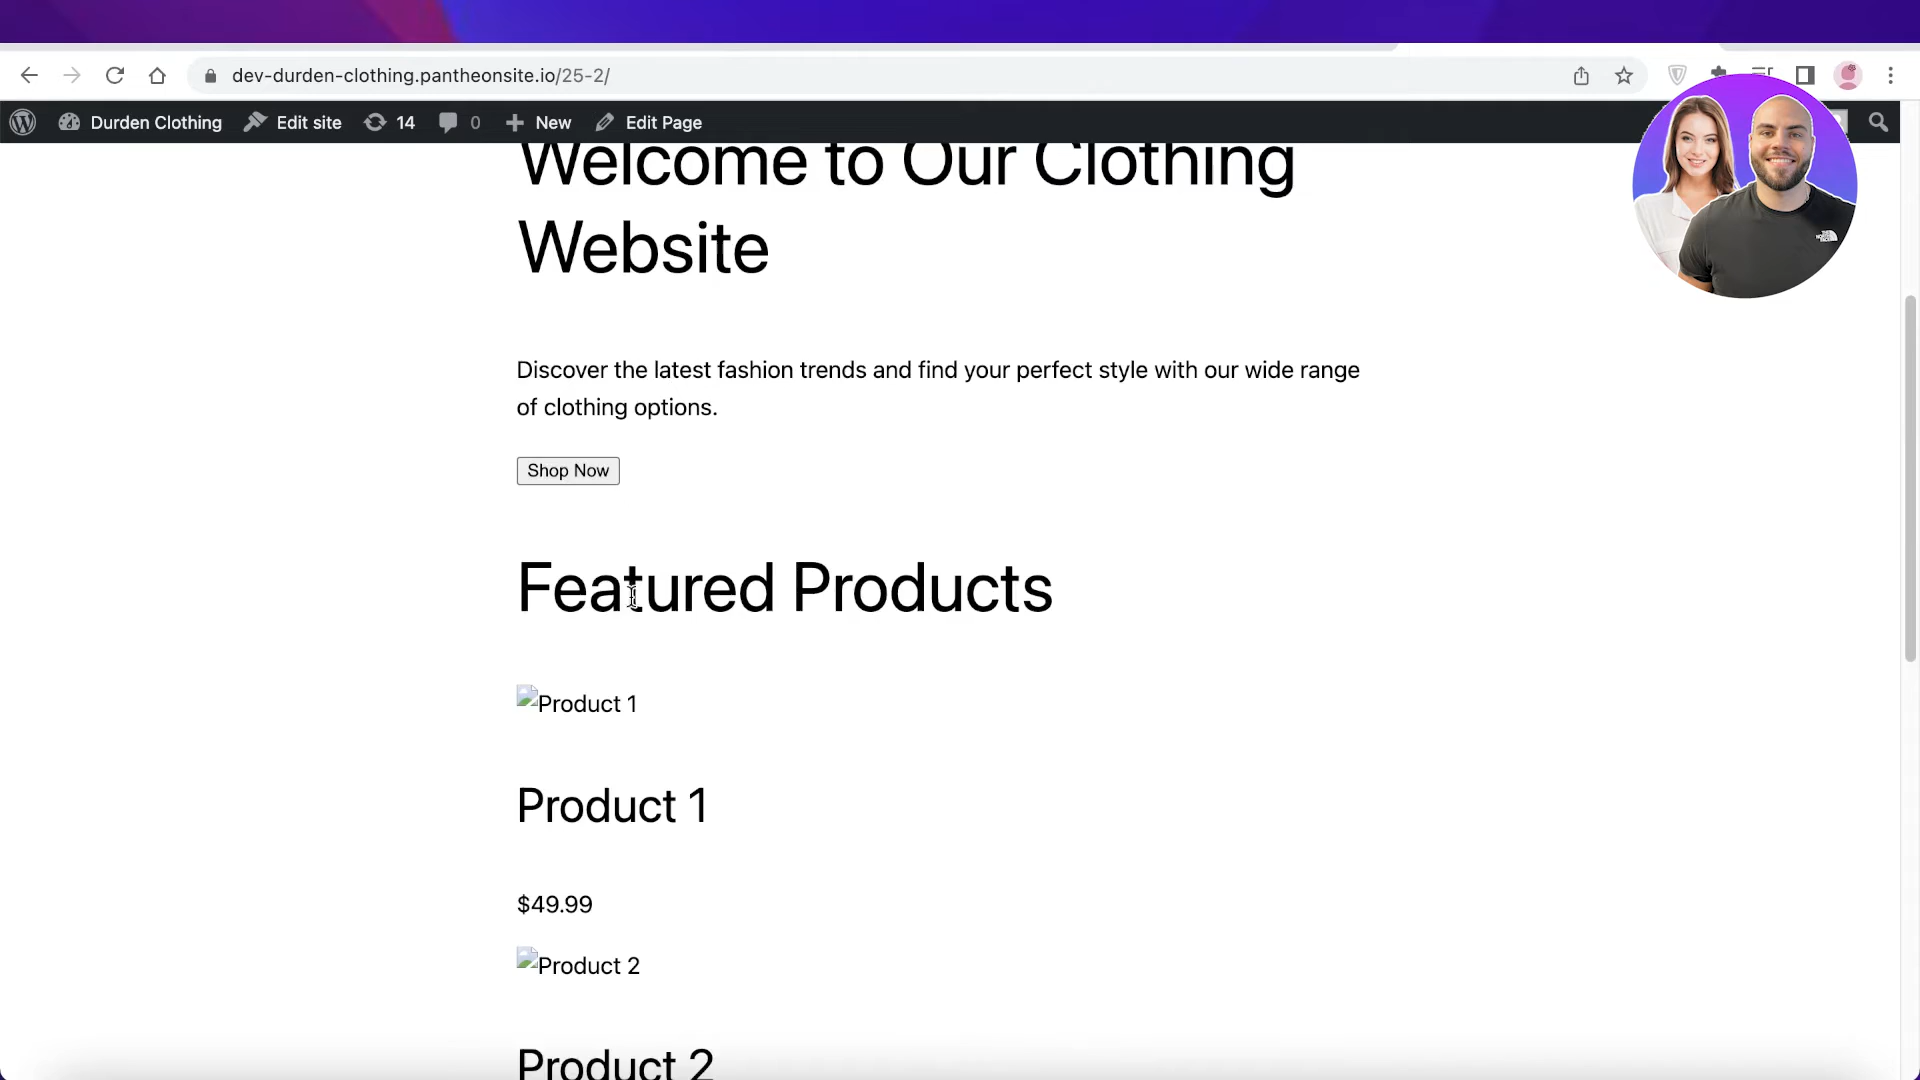 dev-durden-clothing.pantheonsite.io/25-2/
Durden Clothing Edit site 14 0 New Edit Page
Welcome to Our Clothing
Website
Discover the latest fashion trends and find your perfect style with our wide range
of clothing options.
Shop Now
Featured Products
Product 1
Product 1
$49.99
Product 2
Product 2